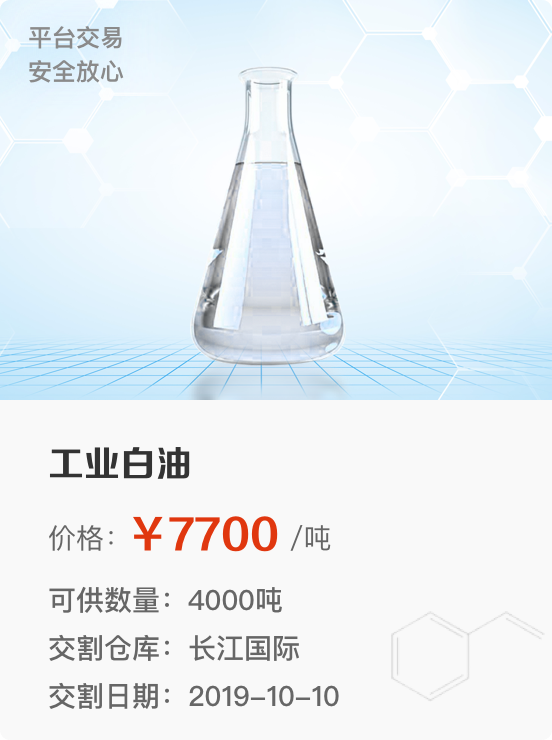 平台交易
安全放心
工业白油
价格：￥7700 /吨
可供数量：4000吨
交割仓库：长江国际
交割日期：2019-10-10